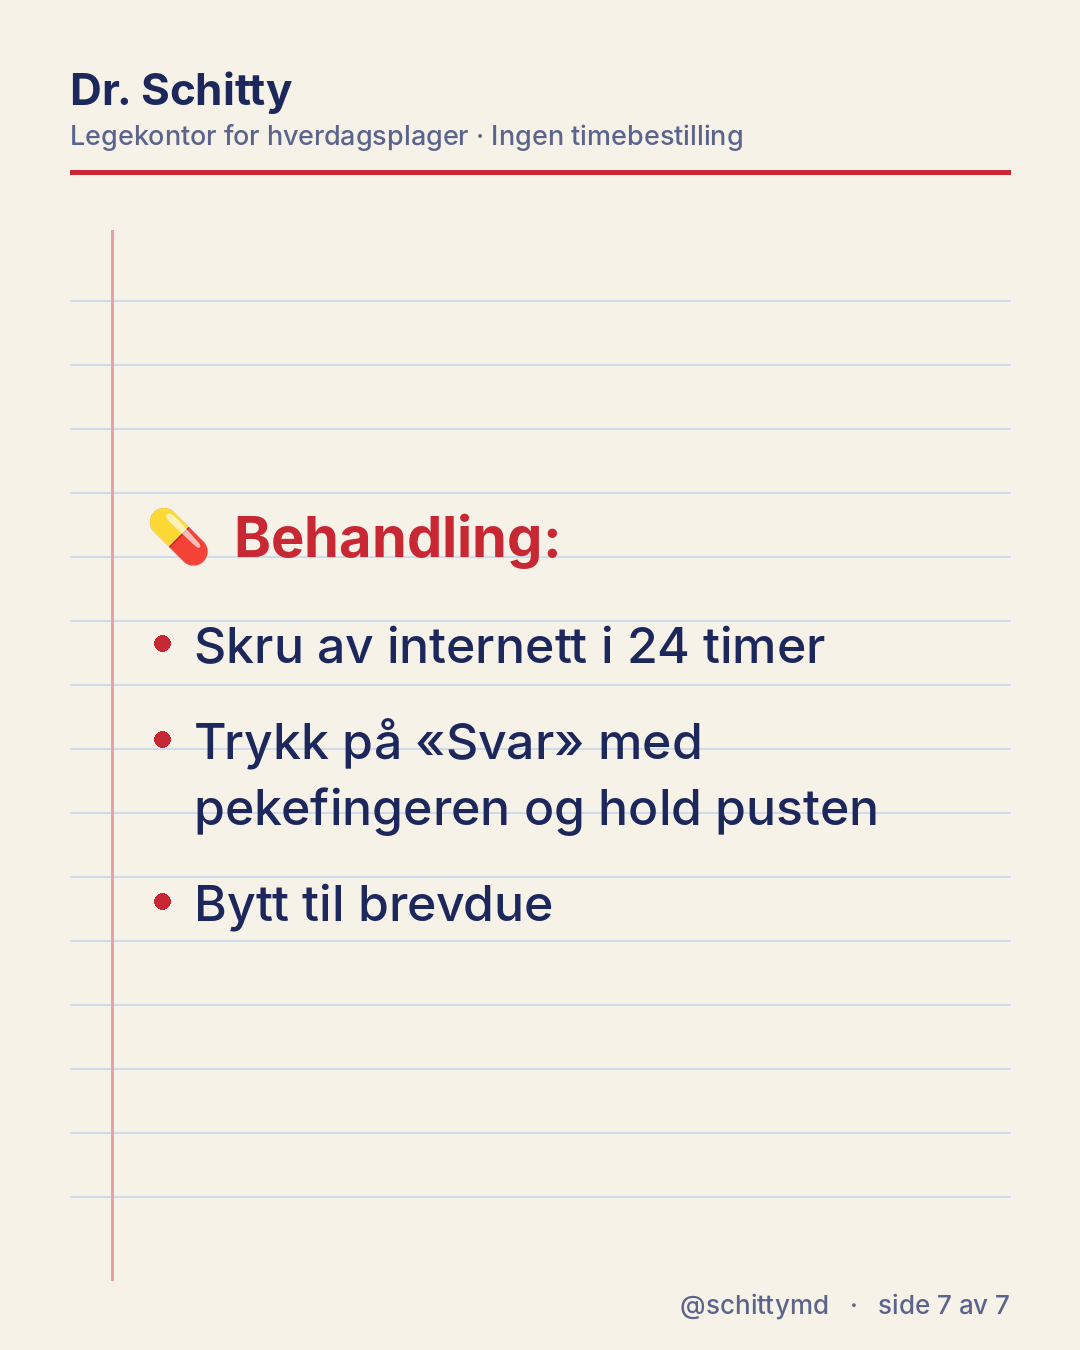 Dr. Schitty
Legekontor for hverdagsplager · Ingen timebestilling
💊 Behandling:
• Skru av internett i 24 timer
• Trykk på «Svar» med
pekefingeren og hold pusten
• Bytt til brevdue
@schittymd · side 7 av 7